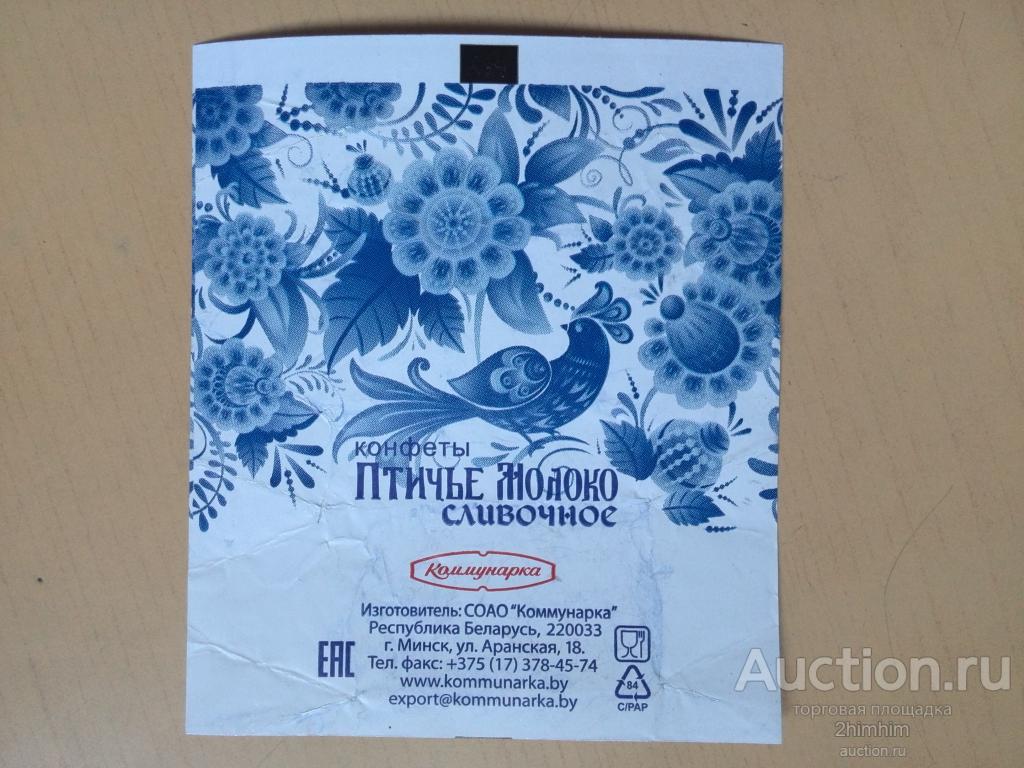 конфеты
Птичье Молоко
сливочное
Коммунарка
Изготовитель: СОАО "Коммунарка"
Республика Беларусь, 220033
г. Минск, ул. Аранская, 18.
Тел. факс: +375 (17) 378-45-74
www.kommunarka.by
export@kommunarka.by
EAC
84
C/PAP
Auction.ru
торговая площадка
2himhim
auction.ru